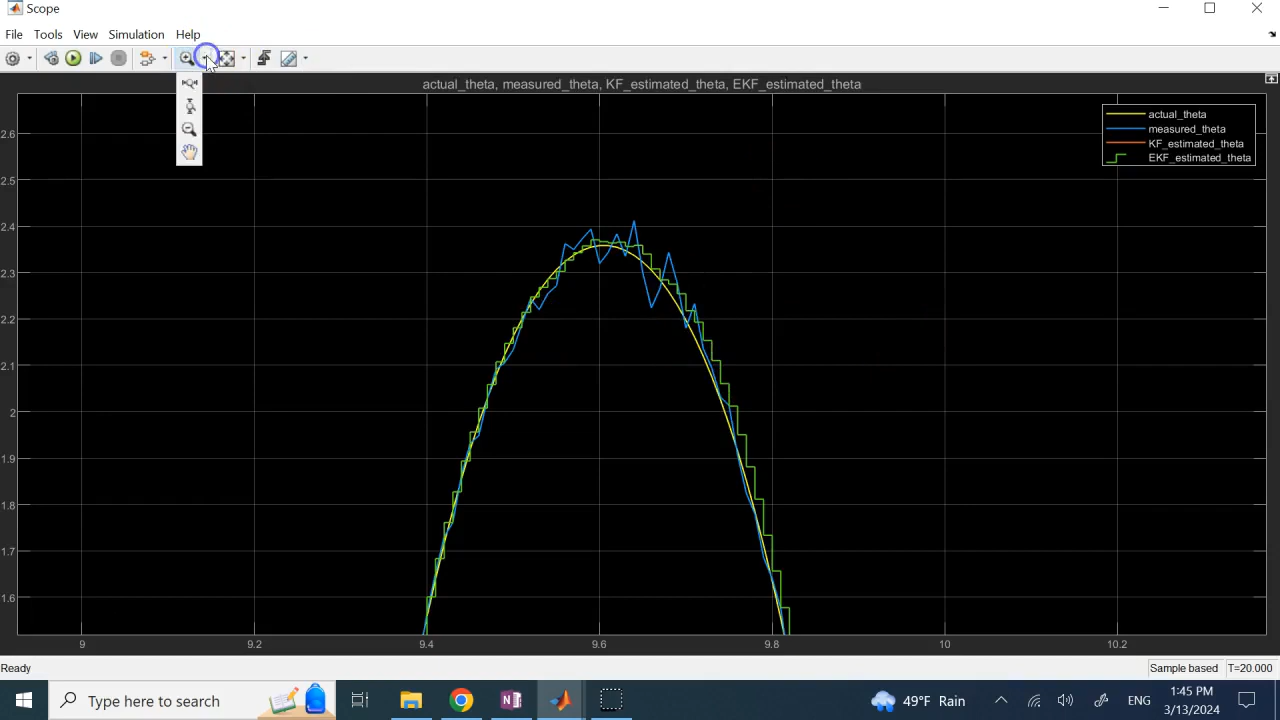 Scope
File Tools View Simulation Help
actual_theta, measured_theta, KF_estimated_theta, EKF_estimated_theta
actual_theta
measured_theta
KF_estimated_theta
EKF_estimated_theta
2.6
2.5
2.4
2.3
2.2
2.1
2
1.9
1.8
1.7
1.6
9 9.2 9.4 9.6 9.8 10 10.2
Ready Sample based T=20.000
Type here to search 49°F Rain ENG 1:45 PM
3/13/2024